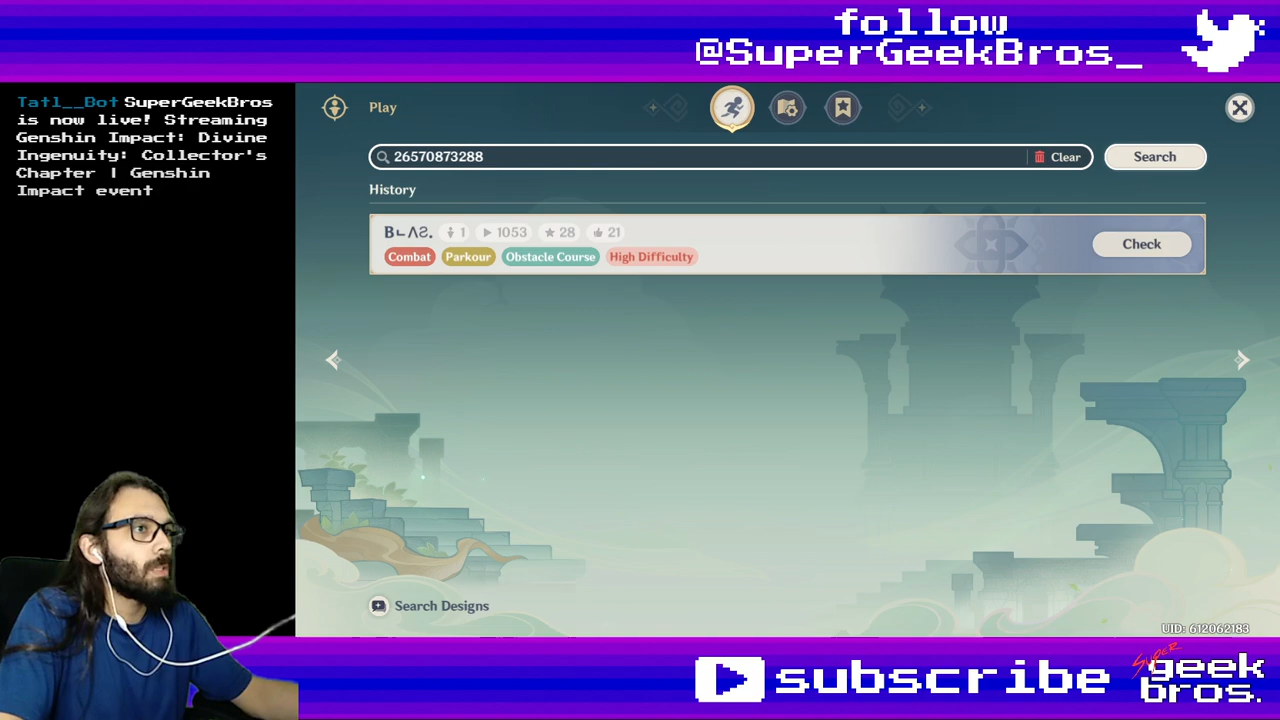 follow
@SuperGeekBros_
Tatl__Bot SuperGeekBros
is now live! Streaming
Genshin Impact: Divine
Ingenuity: Collector's
Chapter | Genshin
Impact event
Play
26570873288
Clear
Search
History
1
1053
28
21
Combat
Parkour
Obstacle Course
High Difficulty
Check
Search Designs
UID: 612062183
subscribe
SUPER
geek
bros.